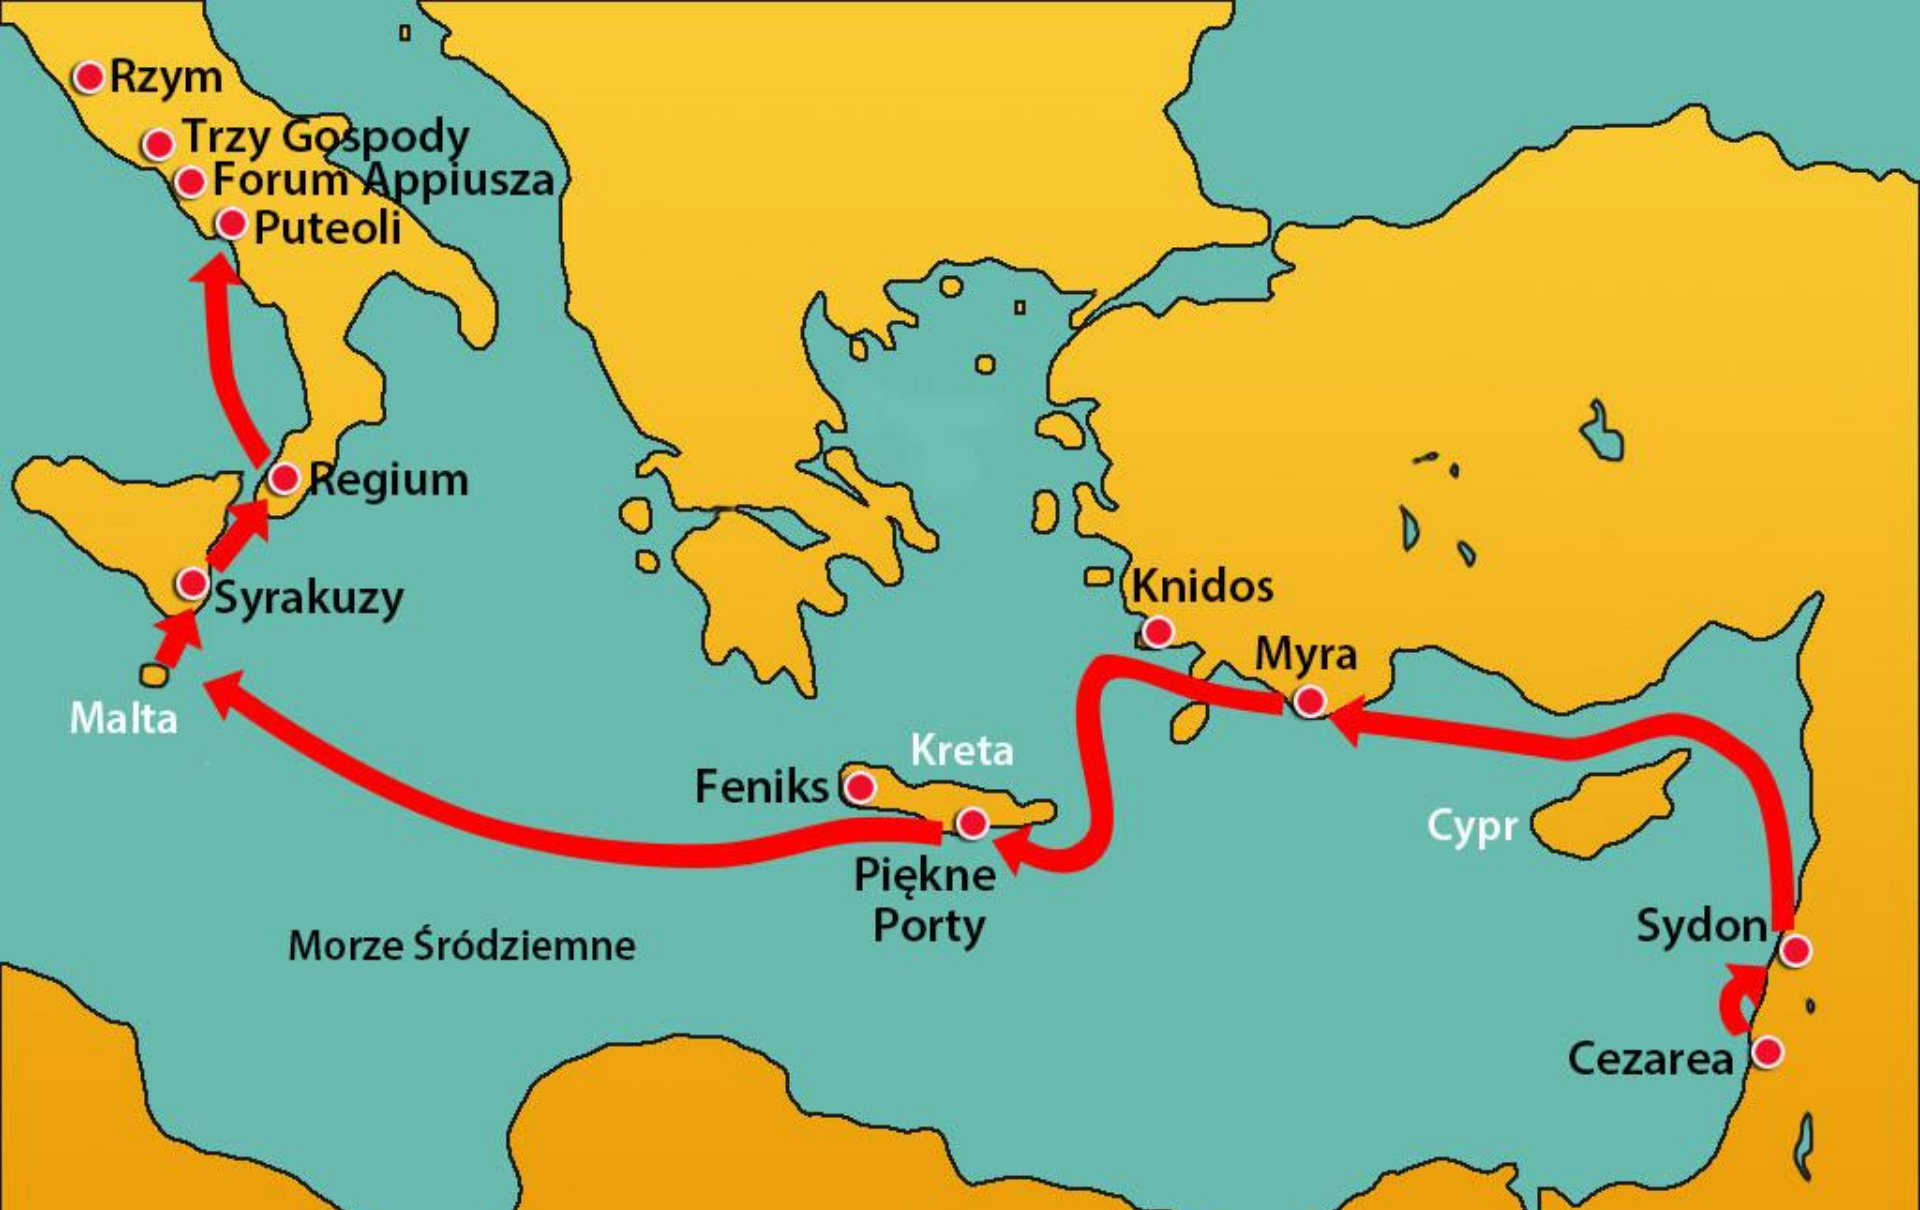 Rzym
Trzy Gospody
Forum Appiusza
Puteoli
Regium
Syrakuzy
Malta
Knidos
Myra
Kreta
Feniks
Piękne
Porty
Cypr
Sydon
Cezarea
Morze Śródziemne